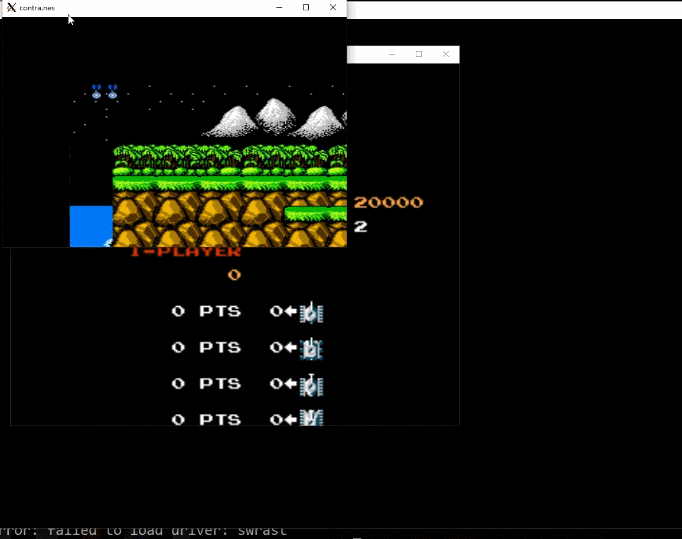 contra.nes
20000
2
I-PLAYER
0
0 PTS 0←
0 PTS 0←
0 PTS 0←
0 PTS 0←
rror: failed to load driver: swrast